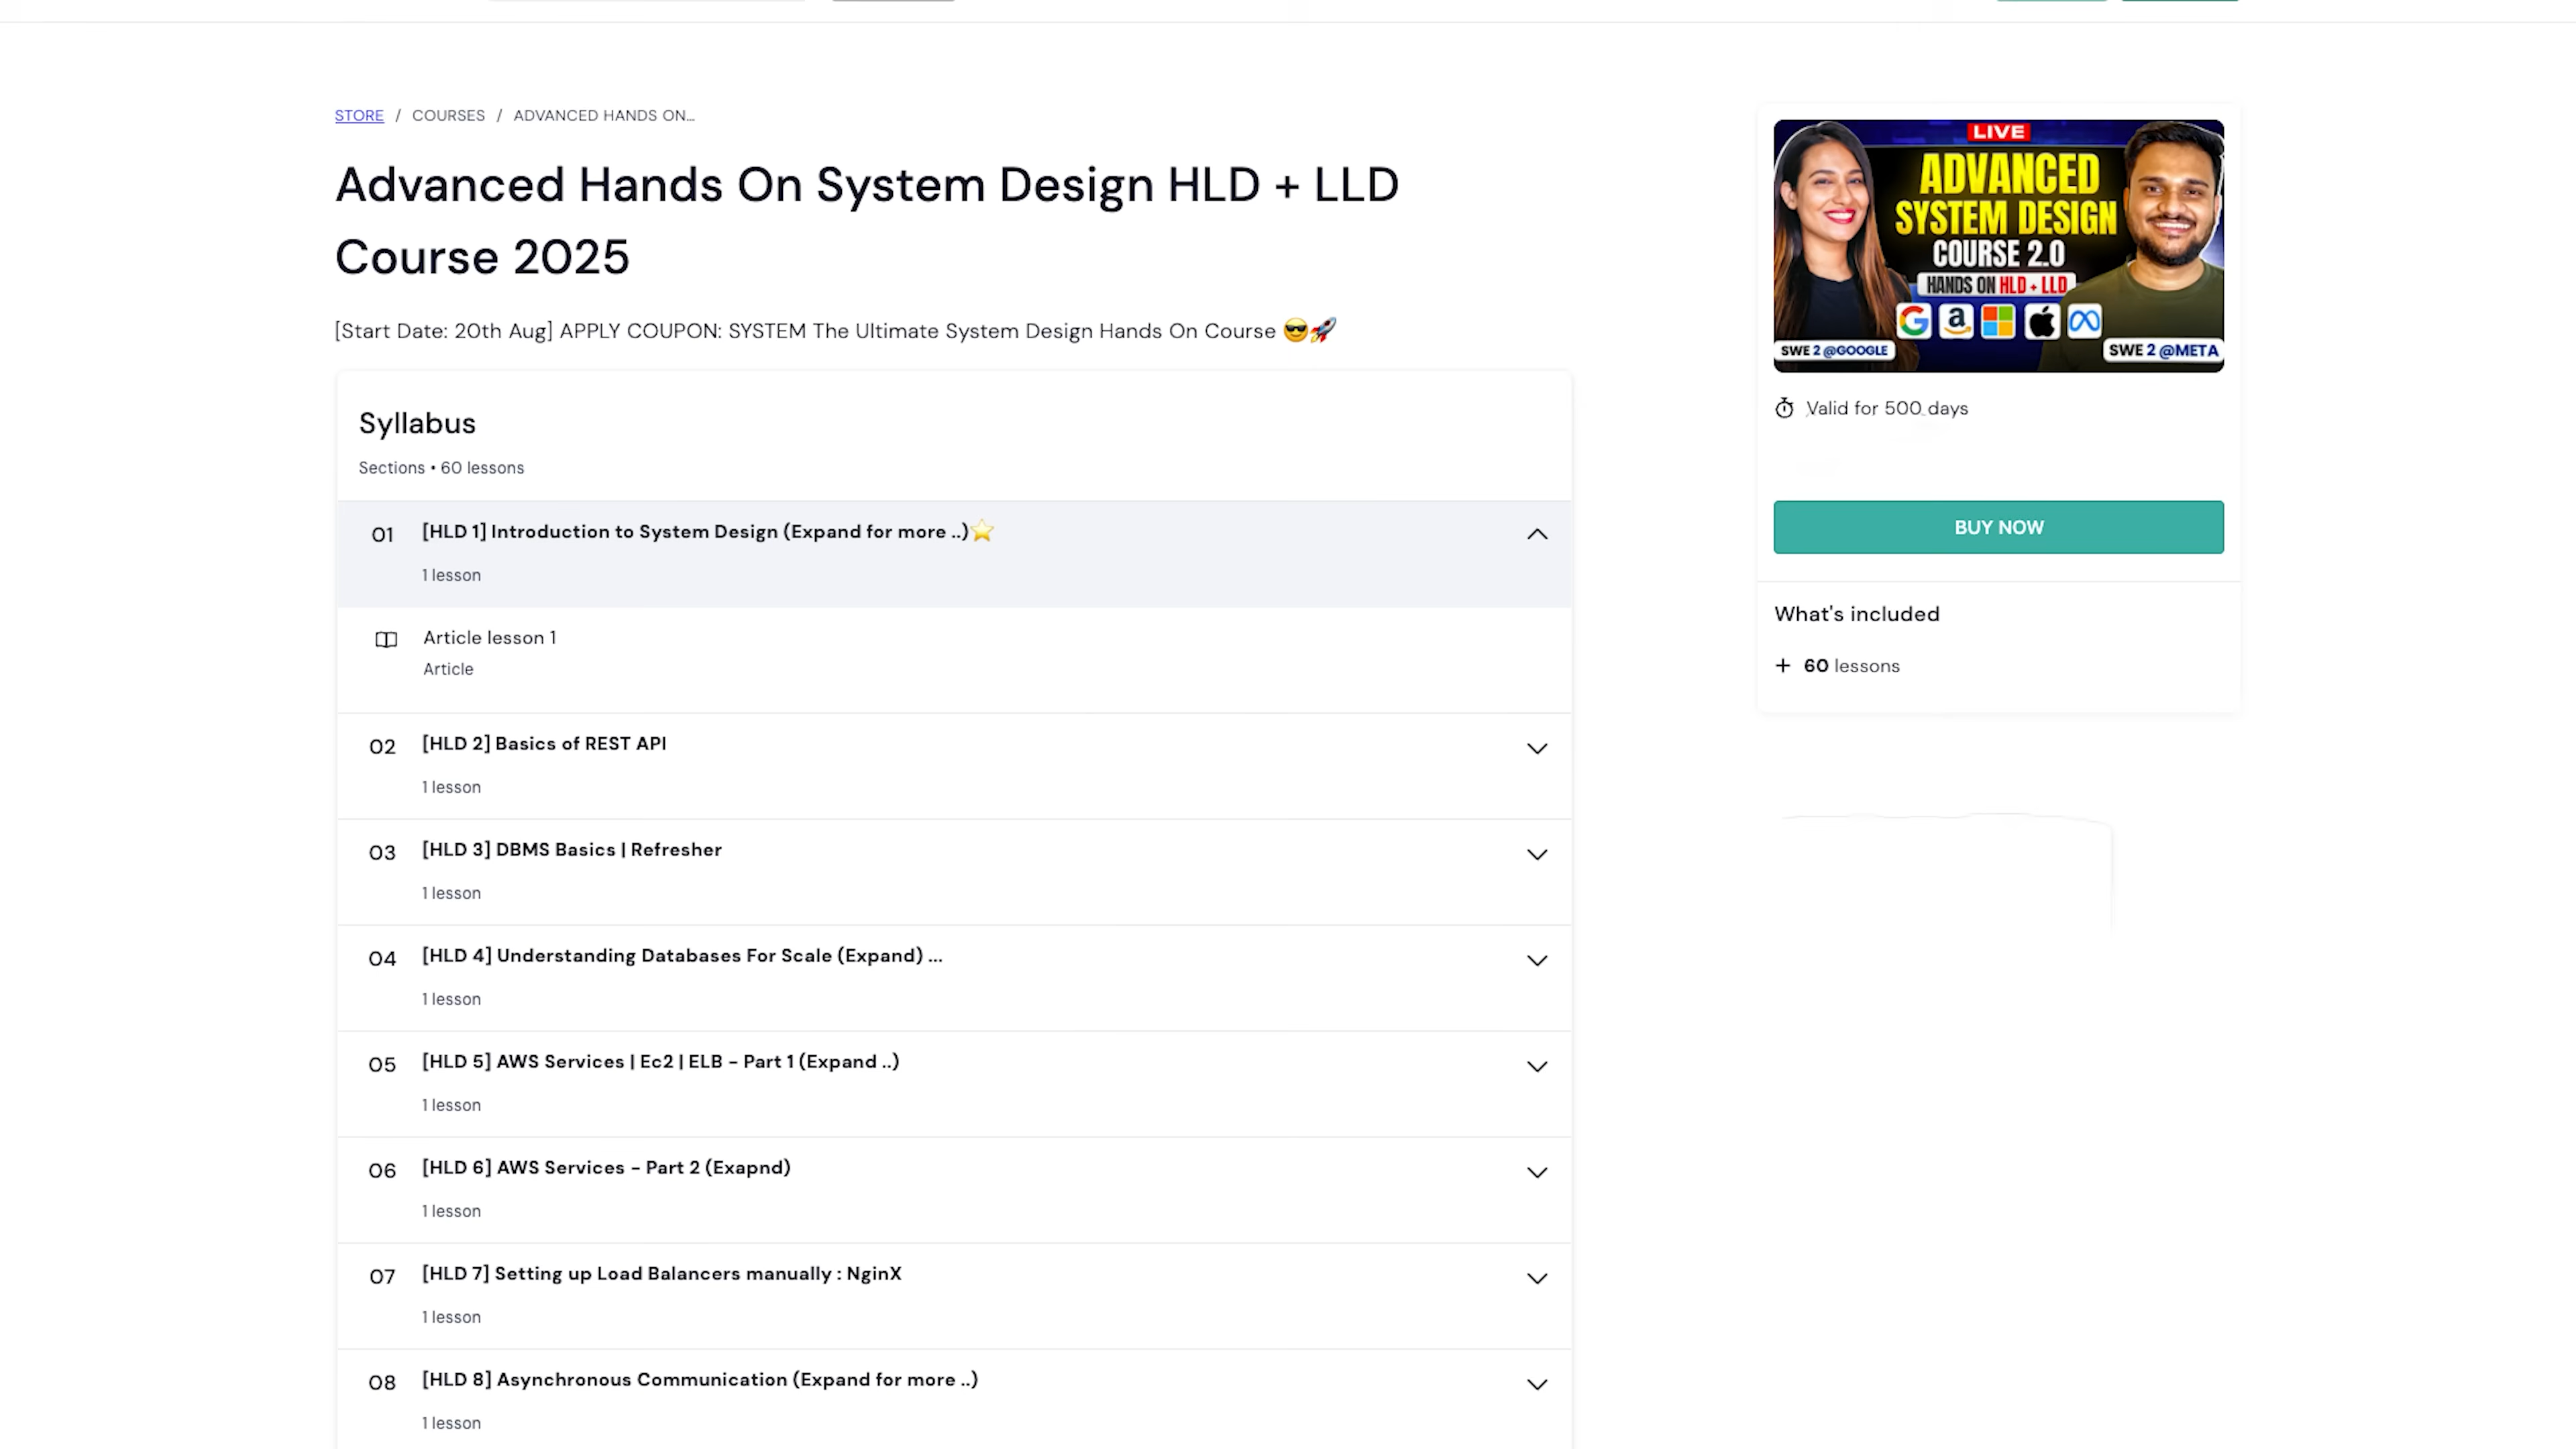 STORE / COURSES / ADVANCED HANDS ON...
Advanced Hands On System Design HLD + LLD
Course 2025
[Start Date: 20th Aug] APPLY COUPON: SYSTEM The Ultimate System Design Hands On Course 😎🚀
Syllabus
Sections • 60 lessons
01 [HLD 1] Introduction to System Design (Expand for more ..)⭐
1 lesson
Article lesson 1
Article
02 [HLD 2] Basics of REST API
1 lesson
03 [HLD 3] DBMS Basics | Refresher
1 lesson
04 [HLD 4] Understanding Databases For Scale (Expand) ...
1 lesson
05 [HLD 5] AWS Services | Ec2 | ELB - Part 1 (Expand ..)
1 lesson
06 [HLD 6] AWS Services - Part 2 (Exapnd)
1 lesson
07 [HLD 7] Setting up Load Balancers manually : NginX
1 lesson
08 [HLD 8] Asynchronous Communication (Expand for more ..)
1 lesson
LIVE
ADVANCED
SYSTEM DESIGN
COURSE 2.0
HANDS ON HLD + LLD
SWE 2 @GOOGLE
SWE 2 @META
Valid for 500 days
BUY NOW
What's included
+ 60 lessons